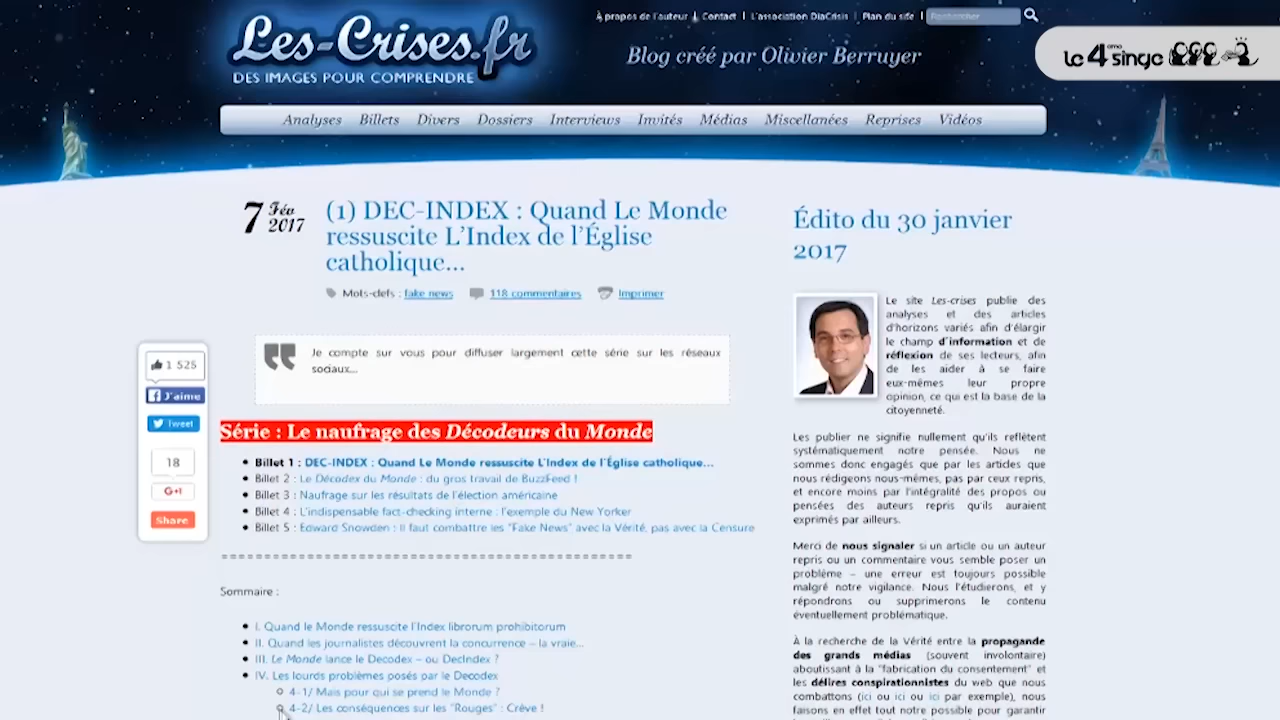 À propos de l'auteur | Contact | L'association DiaCrisis | Plan du site | Rechercher
Les-Crises.fr
DES IMAGES POUR COMPRENDRE
Blog créé par Olivier Berruyer
le 4ème singe
Analyses Billets Divers Dossiers Interviews Invités Médias Miscellanées Reprises Vidéos
7 Fév 2017
(1) DEC-INDEX : Quand Le Monde
ressuscite L'Index de l'Église
catholique…
Mots-clefs : fake news 118 commentaires Imprimer
Je compte sur vous pour diffuser largement cette série sur les réseaux
sociaux…
1 525
J'aime
Tweet
18
G+1
Share
Série : Le naufrage des Décodeurs du Monde
Billet 1 : DEC-INDEX : Quand Le Monde ressuscite L'Index de l'Église catholique…
Billet 2 : Le Décodex du Monde : du gros travail de BuzzFeed !
Billet 3 : Naufrage sur les résultats de l'élection américaine
Billet 4 : L'indispensable fact-checking interne : l'exemple du New Yorker
Billet 5 : Edward Snowden : Il faut combattre les "Fake News" avec la Vérité, pas avec la Censure
Sommaire :
I. Quand le Monde ressuscite l'Index librorum prohibitorum
II. Quand les journalistes découvrent la concurrence – la vraie…
III. Le Monde lance le Decodex – ou DecIndex ?
IV. Les lourds problèmes posés par le Decodex
4-1/ Mais pour qui se prend le Monde ?
4-2/ Les conséquences sur les "Rouges" : Crève !
Édito du 30 janvier
2017
Le site Les-crises publie des
analyses et des articles
d'horizons variés afin d'élargir
le champ d'information et de
réflexion de ses lecteurs, afin
de les aider à se faire
eux-mêmes leur propre
opinion, ce qui est la base de la
citoyenneté.
Les publier ne signifie nullement qu'ils reflètent
systématiquement notre pensée. Nous ne
sommes donc engagés que par les articles que
nous rédigeons nous-mêmes, pas par ceux repris,
et encore moins par l'intégralité des propos ou
pensées des auteurs repris qu'ils auraient
exprimés par ailleurs.
Merci de nous signaler si un article ou un auteur
repris ou un commentaire vous semble poser un
problème – une erreur est toujours possible
malgré notre vigilance. Nous l'étudierons, et y
répondrons ou supprimerons le contenu
éventuellement problématique.
À la recherche de la Vérité entre la propagande
des grands médias (souvent involontaire)
aboutissant à la "fabrication du consentement" et
les délires conspirationnistes du web que nous
combattons (ici ou ici ou ici par exemple), nous
faisons en effet tout notre possible pour garantir